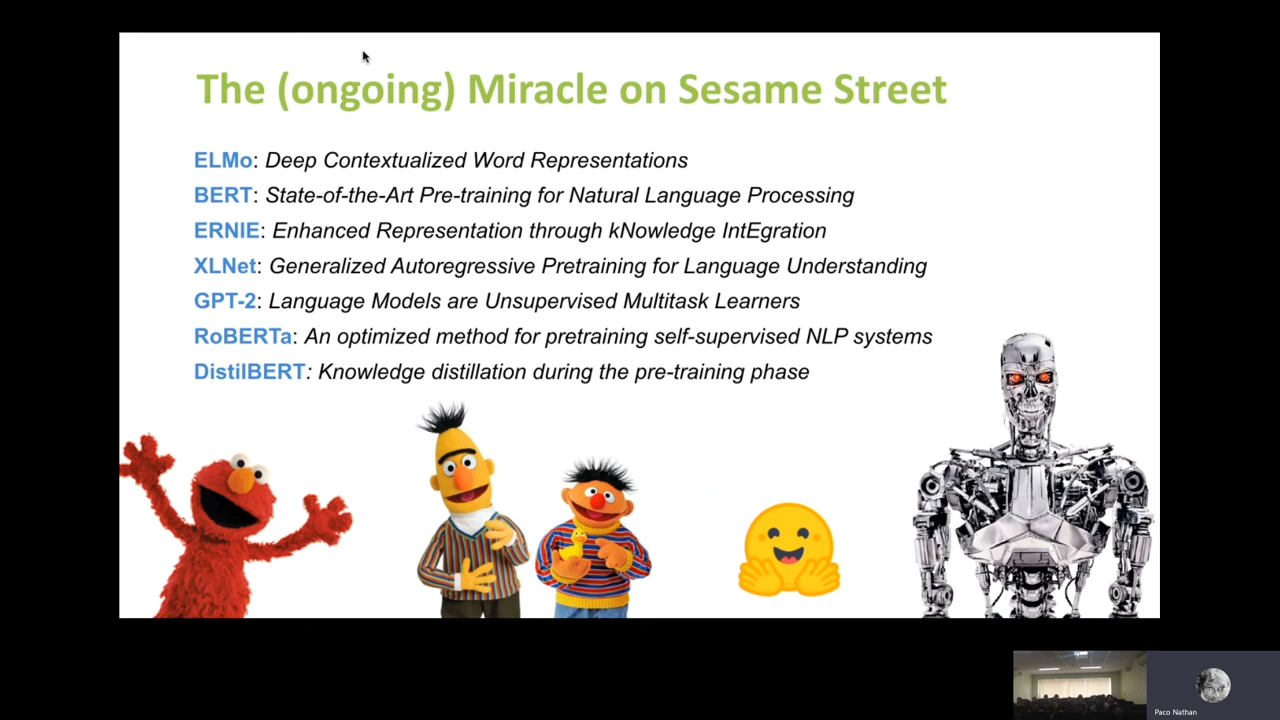 The (ongoing) Miracle on Sesame Street
ELMo: Deep Contextualized Word Representations
BERT: State-of-the-Art Pre-training for Natural Language Processing
ERNIE: Enhanced Representation through kNowledge IntEgration
XLNet: Generalized Autoregressive Pretraining for Language Understanding
GPT-2: Language Models are Unsupervised Multitask Learners
RoBERTa: An optimized method for pretraining self-supervised NLP systems
DistilBERT: Knowledge distillation during the pre-training phase
Paco Nathan